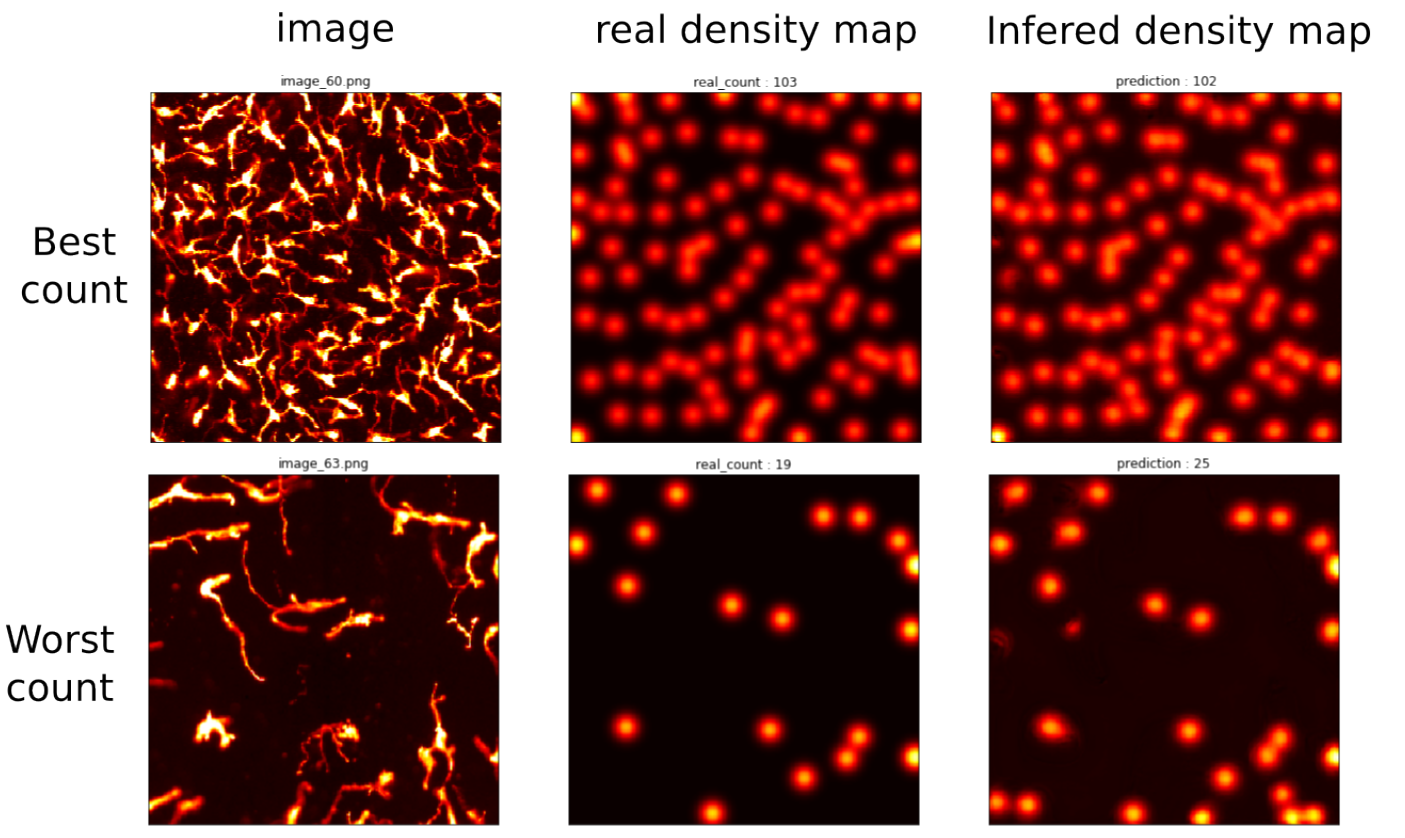 image
real density map
Infered density map
image_60.png
real_count : 103
prediction : 102
Best
count
image_63.png
real_count : 19
prediction : 25
Worst
count